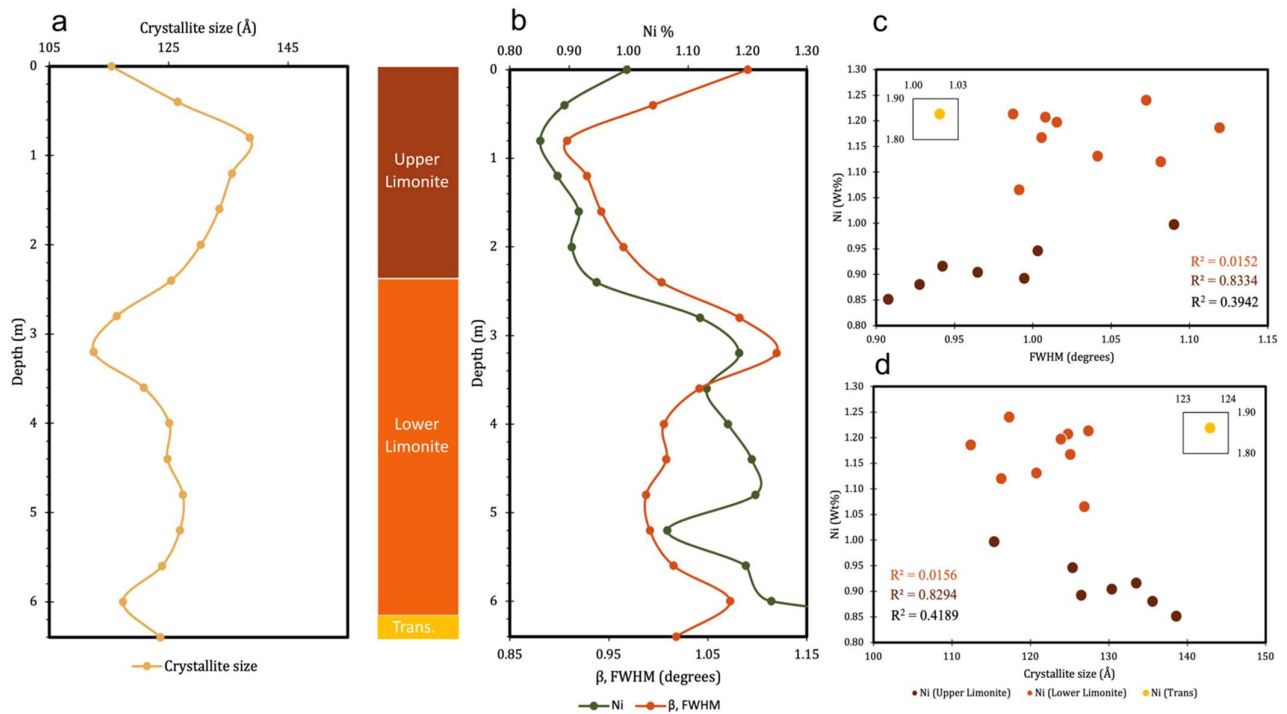 a
Crystallite size (Å)
105 125 145
0
1
2
3
4
5
6
Depth (m)
Crystallite size
Upper
Limonite
Lower
Limonite
Trans.
b
Ni %
0.80 0.90 1.00 1.10 1.20 1.30
0
1
2
3
4
5
6
Depth (m)
0.85 0.95 1.05 1.15
β, FWHM (degrees)
Ni β, FWHM
c
1.30
1.25
1.20
1.15
1.10
1.05
1.00
0.95
0.90
0.85
0.80
Ni (Wt%)
1.00 1.03
1.90
1.80
R² = 0.0152
R² = 0.8334
R² = 0.3942
0.90 0.95 1.00 1.05 1.10 1.15
FWHM (degrees)
d
1.30
1.25
1.20
1.15
1.10
1.05
1.00
0.95
0.90
0.85
0.80
Ni (Wt%)
123 124
1.90
1.80
R² = 0.0156
R² = 0.8294
R² = 0.4189
100 110 120 130 140 150
Crystallite size (Å)
Ni (Upper Limonite) Ni (Lower Limonite) Ni (Trans)